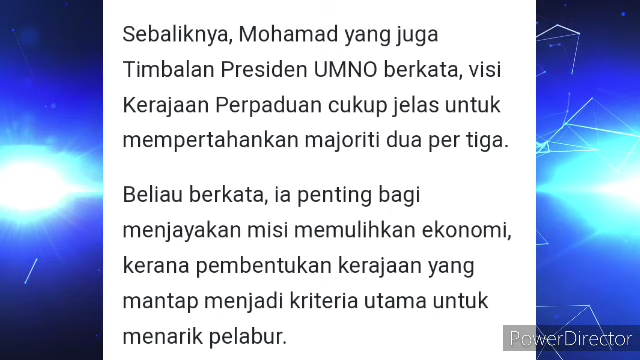 Sebaliknya, Mohamad yang juga
Timbalan Presiden UMNO berkata, visi
Kerajaan Perpaduan cukup jelas untuk
mempertahankan majoriti dua per tiga.
Beliau berkata, ia penting bagi
menjayakan misi memulihkan ekonomi,
kerana pembentukan kerajaan yang
mantap menjadi kriteria utama untuk
menarik pelabur.
PowerDirector